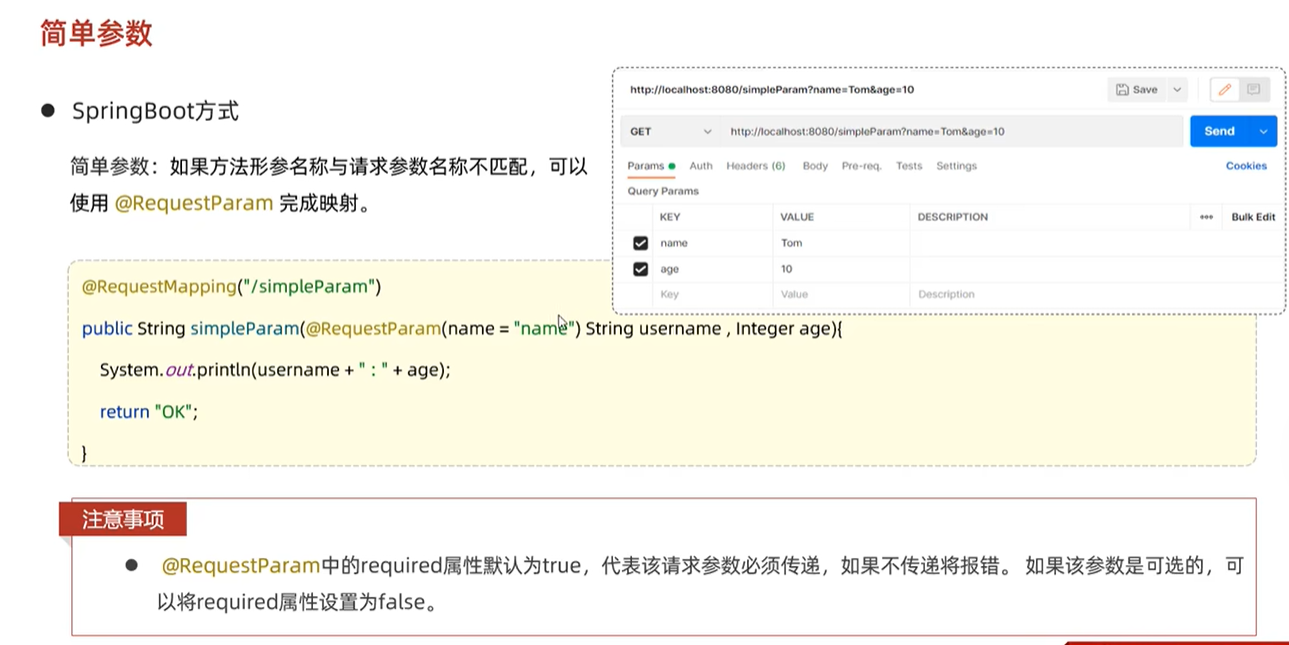 简单参数
● SpringBoot方式
简单参数：如果方法形参名称与请求参数名称不匹配，可以
使用 @RequestParam 完成映射。
http://localhost:8080/simpleParam?name=Tom&age=10
Save
GET
http://localhost:8080/simpleParam?name=Tom&age=10
Send
Params Auth Headers (6) Body Pre-req. Tests Settings Cookies
Query Params
KEY VALUE DESCRIPTION ••• Bulk Edit
name Tom
age 10
Key Value Description
@RequestMapping("/simpleParam")
public String simpleParam(@RequestParam(name = "name") String username , Integer age){
System.out.println(username + " : " + age);
return "OK";
}
注意事项
● @RequestParam中的required属性默认为true，代表该请求参数必须传递，如果不传递将报错。 如果该参数是可选的，可
以将required属性设置为false。